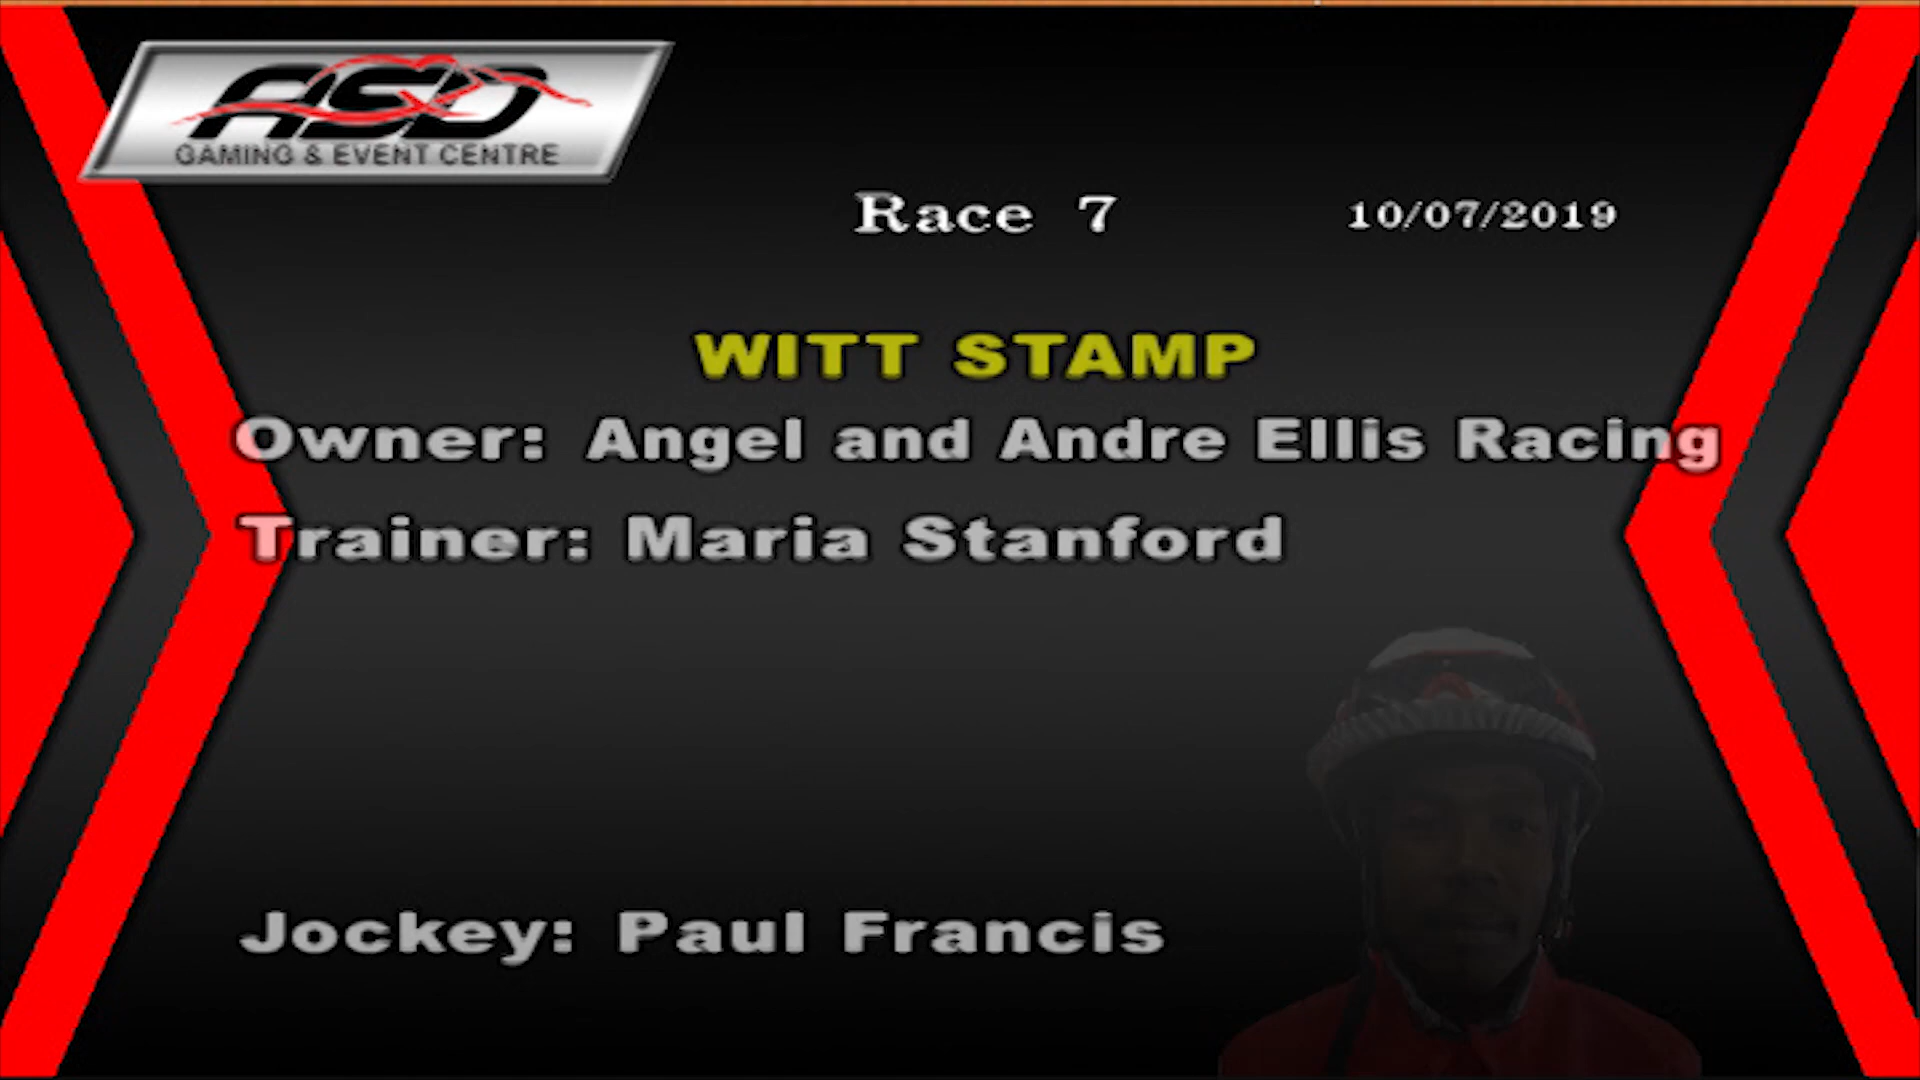 ASD
GAMING & EVENT CENTRE
Race 7
10/07/2019
WITT STAMP
Owner: Angel and Andre Ellis Racing
Trainer: Maria Stanford
Jockey: Paul Francis